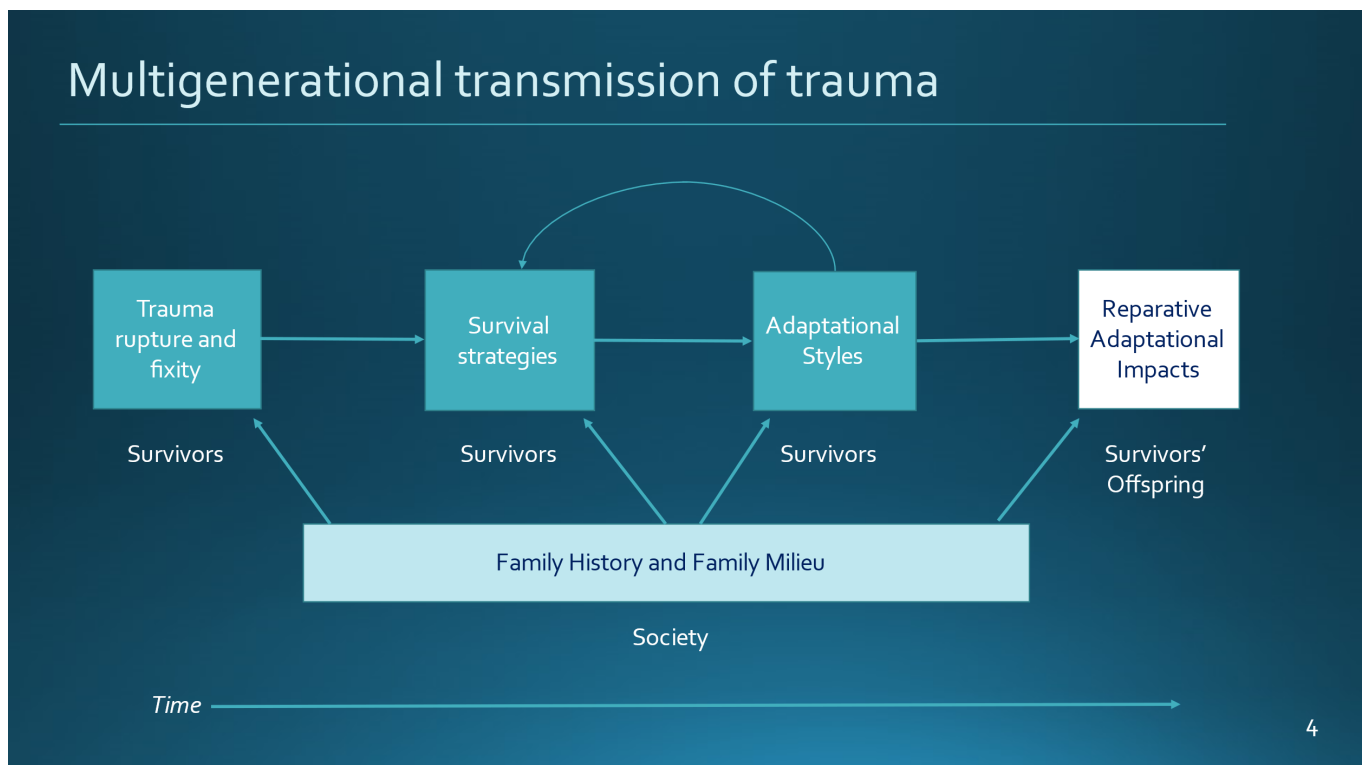 Multigenerational transmission of trauma
Trauma
rupture and
fixity
Survival
strategies
Adaptational
Styles
Reparative
Adaptational
Impacts
Survivors
Survivors
Survivors
Survivors’
Offspring
Family History and Family Milieu
Society
Time
4